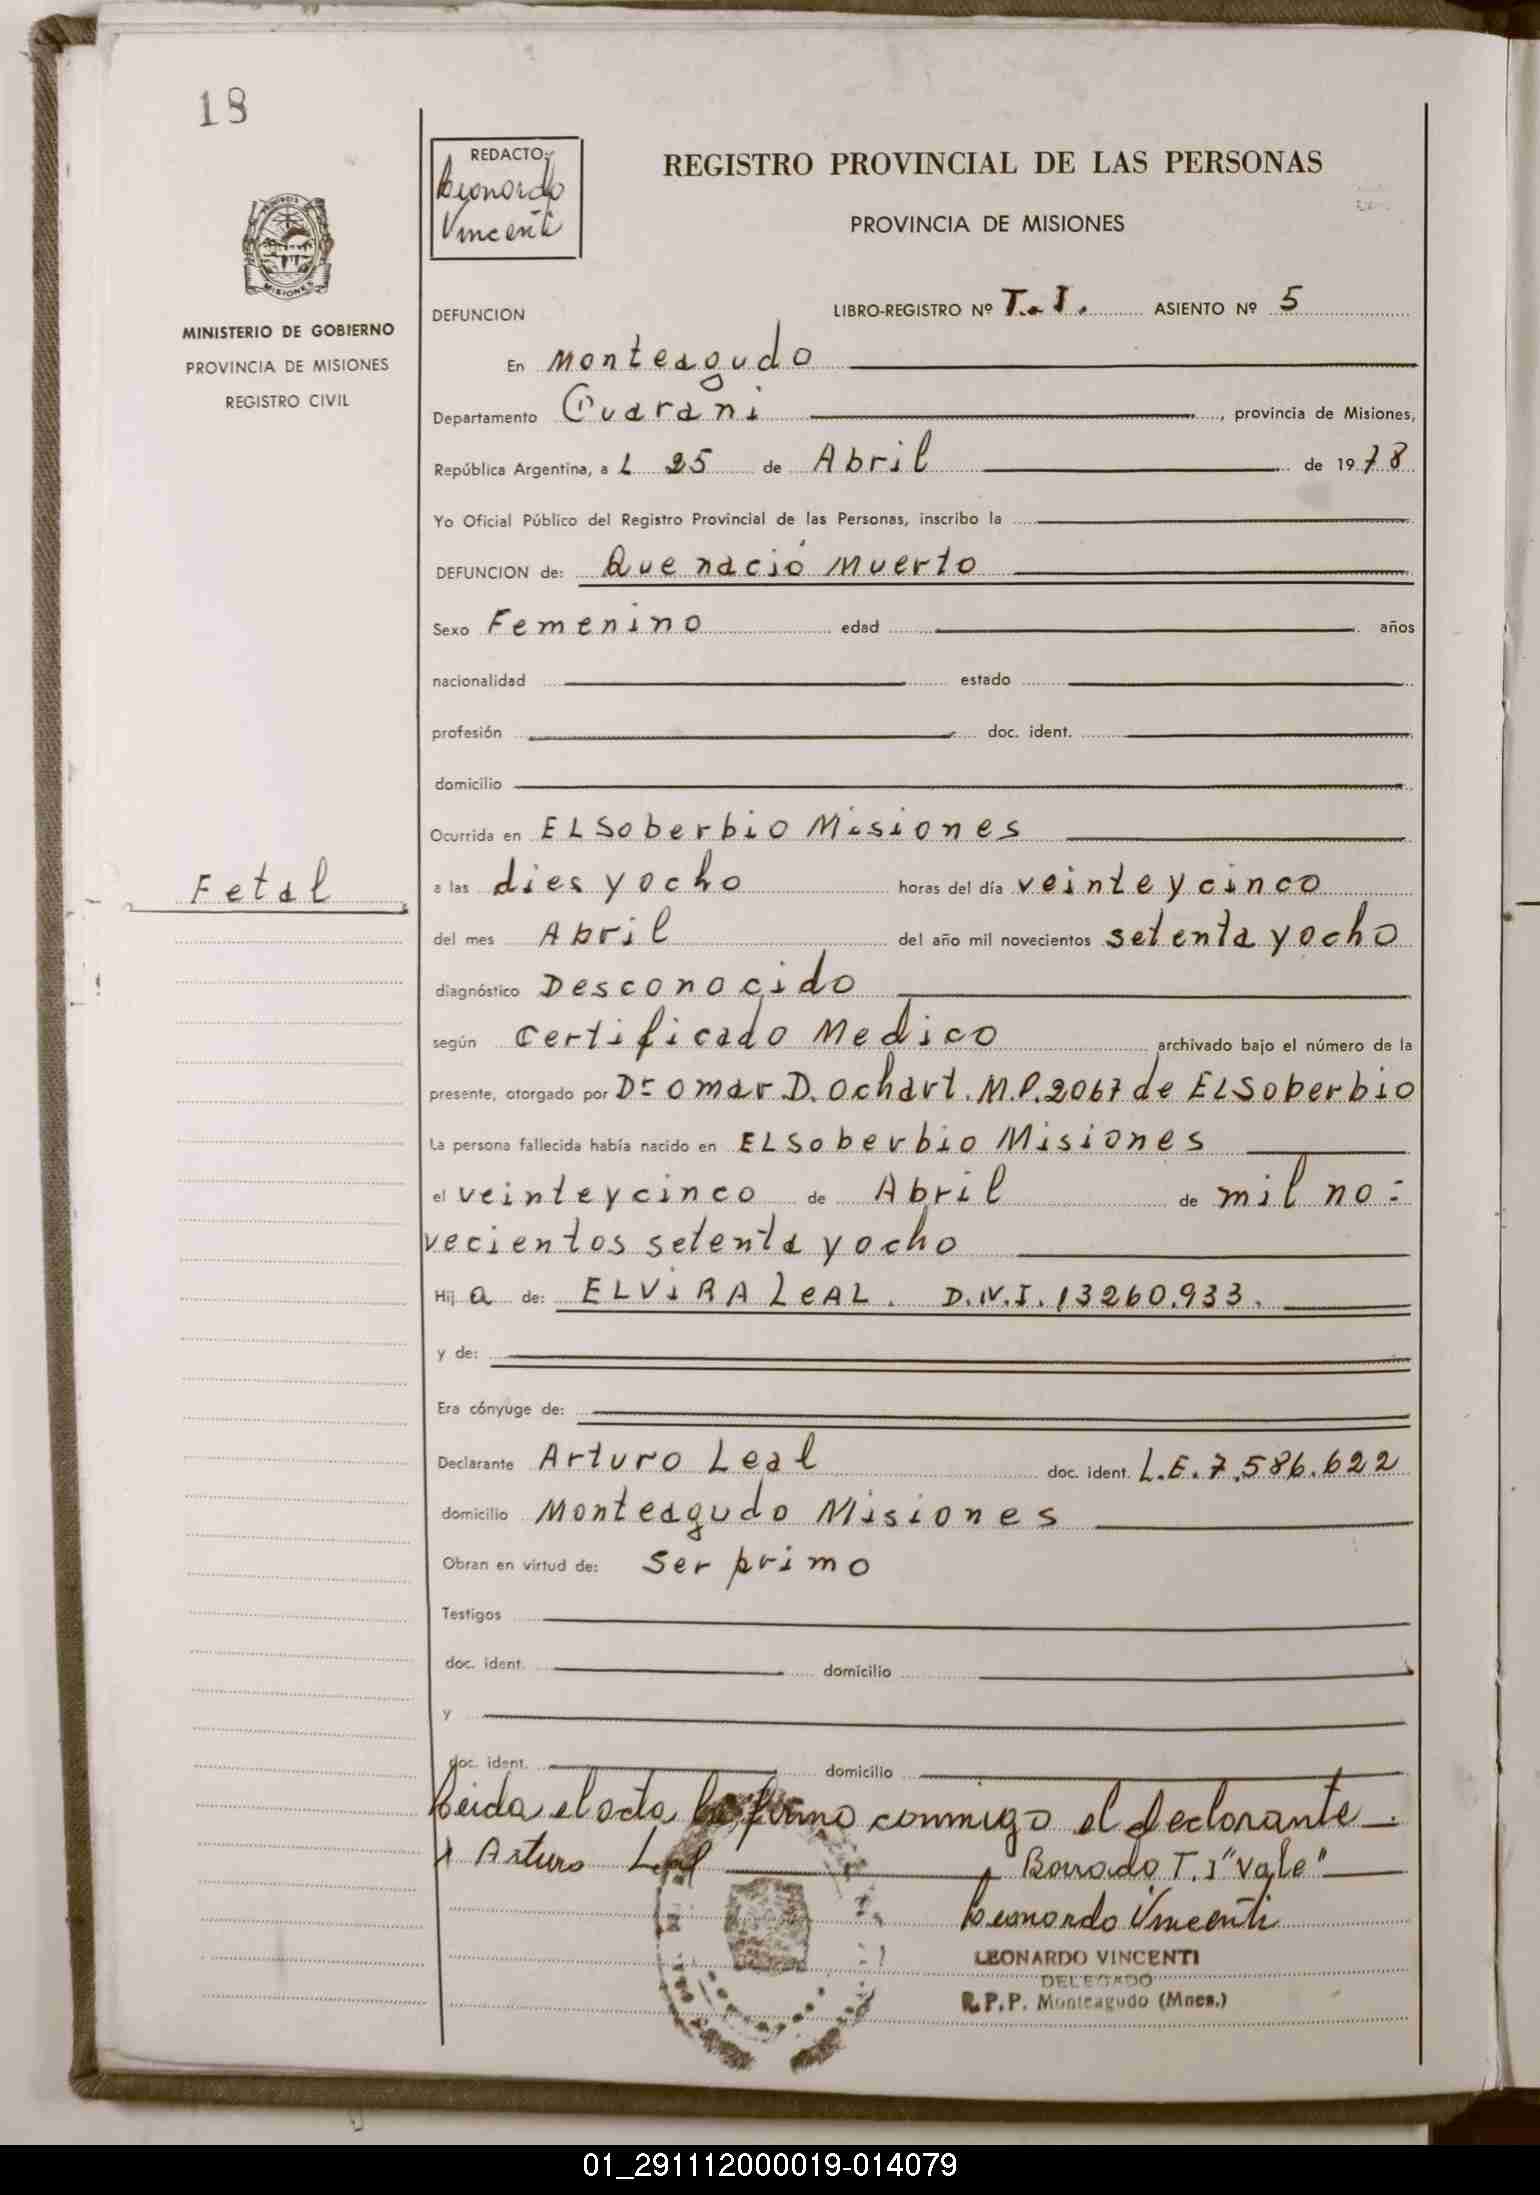 18
REDACTO:
Leonardo
Vincenti
REGISTRO PROVINCIAL DE LAS PERSONAS
PROVINCIA DE MISIONES
MISIONES
MINISTERIO DE GOBIERNO
PROVINCIA DE MISIONES
REGISTRO CIVIL
DEFUNCION LIBRO-REGISTRO Nº T.I. ASIENTO Nº 5
En Monteagudo
Departamento Guarani, provincia de Misiones,
República Argentina, a L 25 de Abril de 1978
Yo Oficial Público del Registro Provincial de las Personas, inscribo la
DEFUNCION de: Que nació Muerto
Sexo Femenino edad años
nacionalidad estado
profesión doc. ident.
domicilio
Ocurrida en EL Soberbio Misiones
Fetal
a las dies y ocho horas del día veinte y cinco
del mes Abril del año mil novecientos setenta y ocho
diagnóstico Desconocido
según Certificado Medico archivado bajo el número de la
presente, otorgado por Dr Omar D. Ochart. M.P. 2067 de EL Soberbio
La persona fallecida había nacido en EL Soberbio Misiones
el veinte y cinco de Abril de mil no-
vecientos setenta y ocho
Hij a de: ELViRA LeAL. D.N.I. 13260.933.
y de:
Era cónyuge de:
Declarante Arturo Leal doc. ident. L.E. 7.586.622
domicilio Monteagudo Misiones
Obran en virtud de: Ser primo
Testigos
doc. ident. domicilio
y
doc. ident. domicilio
Leida el acta la firma conmigo el declarante.
Arturo Leal Borrado T.I "Vale"
Leonardo Vincenti
LEONARDO VINCENTI
DELEGADO
R.P.P. Monteagudo (Mnes.)
01_291112000019-014079